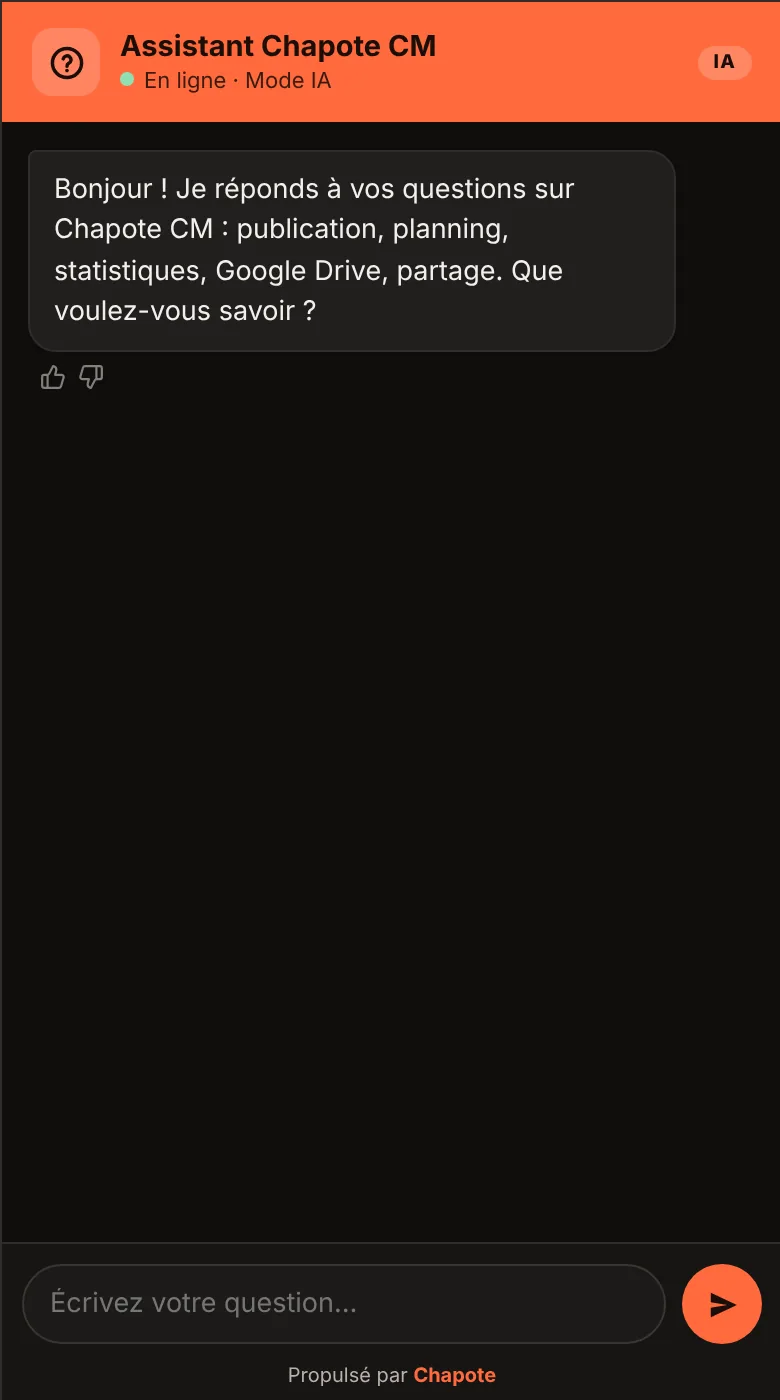 Assistant Chapote CM
En ligne · Mode IA
IA
Bonjour ! Je réponds à vos questions sur
Chapote CM : publication, planning,
statistiques, Google Drive, partage. Que
voulez-vous savoir ?
Écrivez votre question...
Propulsé par Chapote